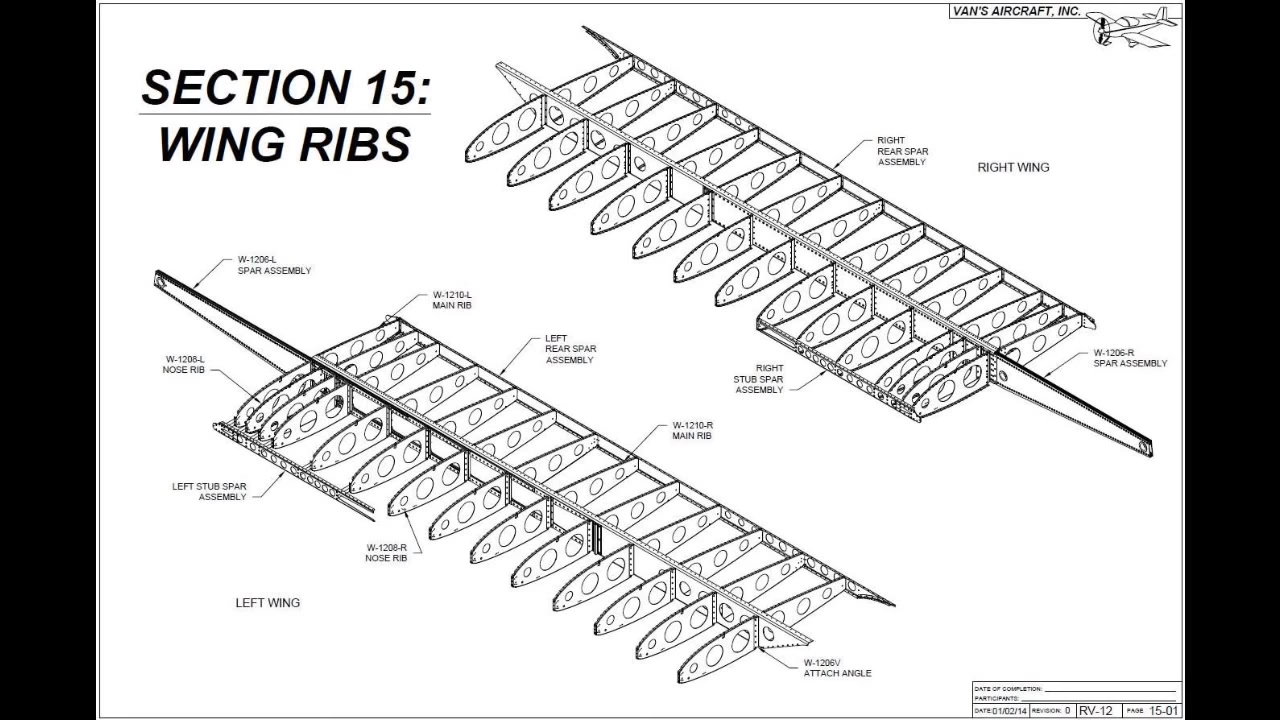 VAN'S AIRCRAFT, INC.
SECTION 15:
WING RIBS
RIGHT
REAR SPAR
ASSEMBLY
RIGHT WING
W-1206-L
SPAR ASSEMBLY
W-1210-L
MAIN RIB
LEFT
REAR SPAR
ASSEMBLY
W-1208-L
NOSE RIB
RIGHT
STUB SPAR
ASSEMBLY
W-1206-R
SPAR ASSEMBLY
W-1210-R
MAIN RIB
LEFT STUB SPAR
ASSEMBLY
W-1208-R
NOSE RIB
LEFT WING
W-1206V
ATTACH ANGLE
DATE OF COMPLETION:
PARTICIPANTS:
DATE: 01/02/14 REVISION: 0 RV-12 PAGE 15-01